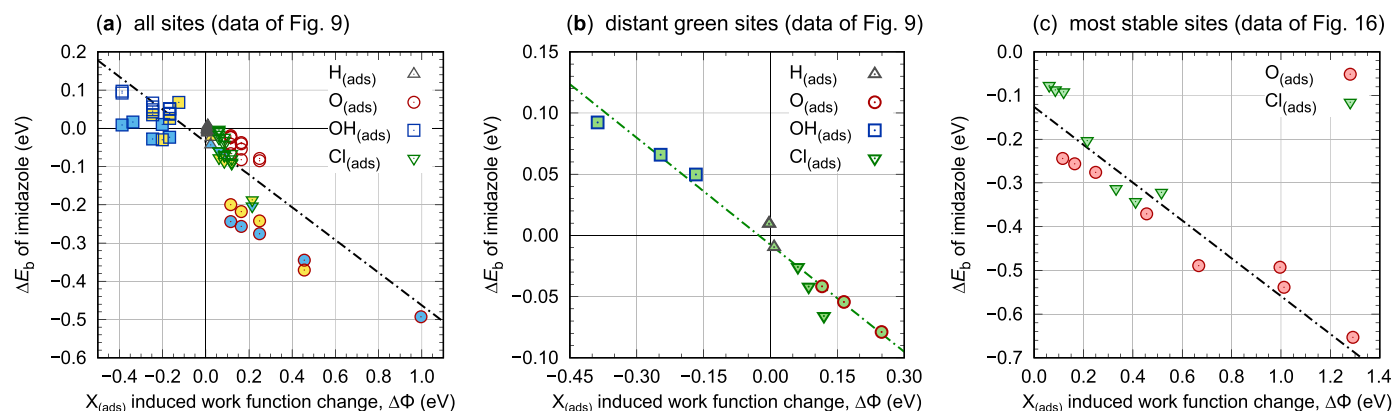 (a) all sites (data of Fig. 9)
0.2
0.1
0.0
−0.1
−0.2
−0.3
−0.4
−0.5
−0.6
ΔE_b of imidazole (eV)
H(ads)
O(ads)
OH(ads)
Cl(ads)
−0.4 −0.2 0.0 0.2 0.4 0.6 0.8 1.0
X(ads) induced work function change, ΔΦ (eV)
(b) distant green sites (data of Fig. 9)
0.15
0.10
0.05
0.00
−0.05
−0.10
ΔE_b of imidazole (eV)
H(ads)
O(ads)
OH(ads)
Cl(ads)
−0.45 −0.30 −0.15 0.00 0.15 0.30
X(ads) induced work function change, ΔΦ (eV)
(c) most stable sites (data of Fig. 16)
0.0
−0.1
−0.2
−0.3
−0.4
−0.5
−0.6
−0.7
ΔE_b of imidazole (eV)
O(ads)
Cl(ads)
0.0 0.2 0.4 0.6 0.8 1.0 1.2 1.4
X(ads) induced work function change, ΔΦ (eV)